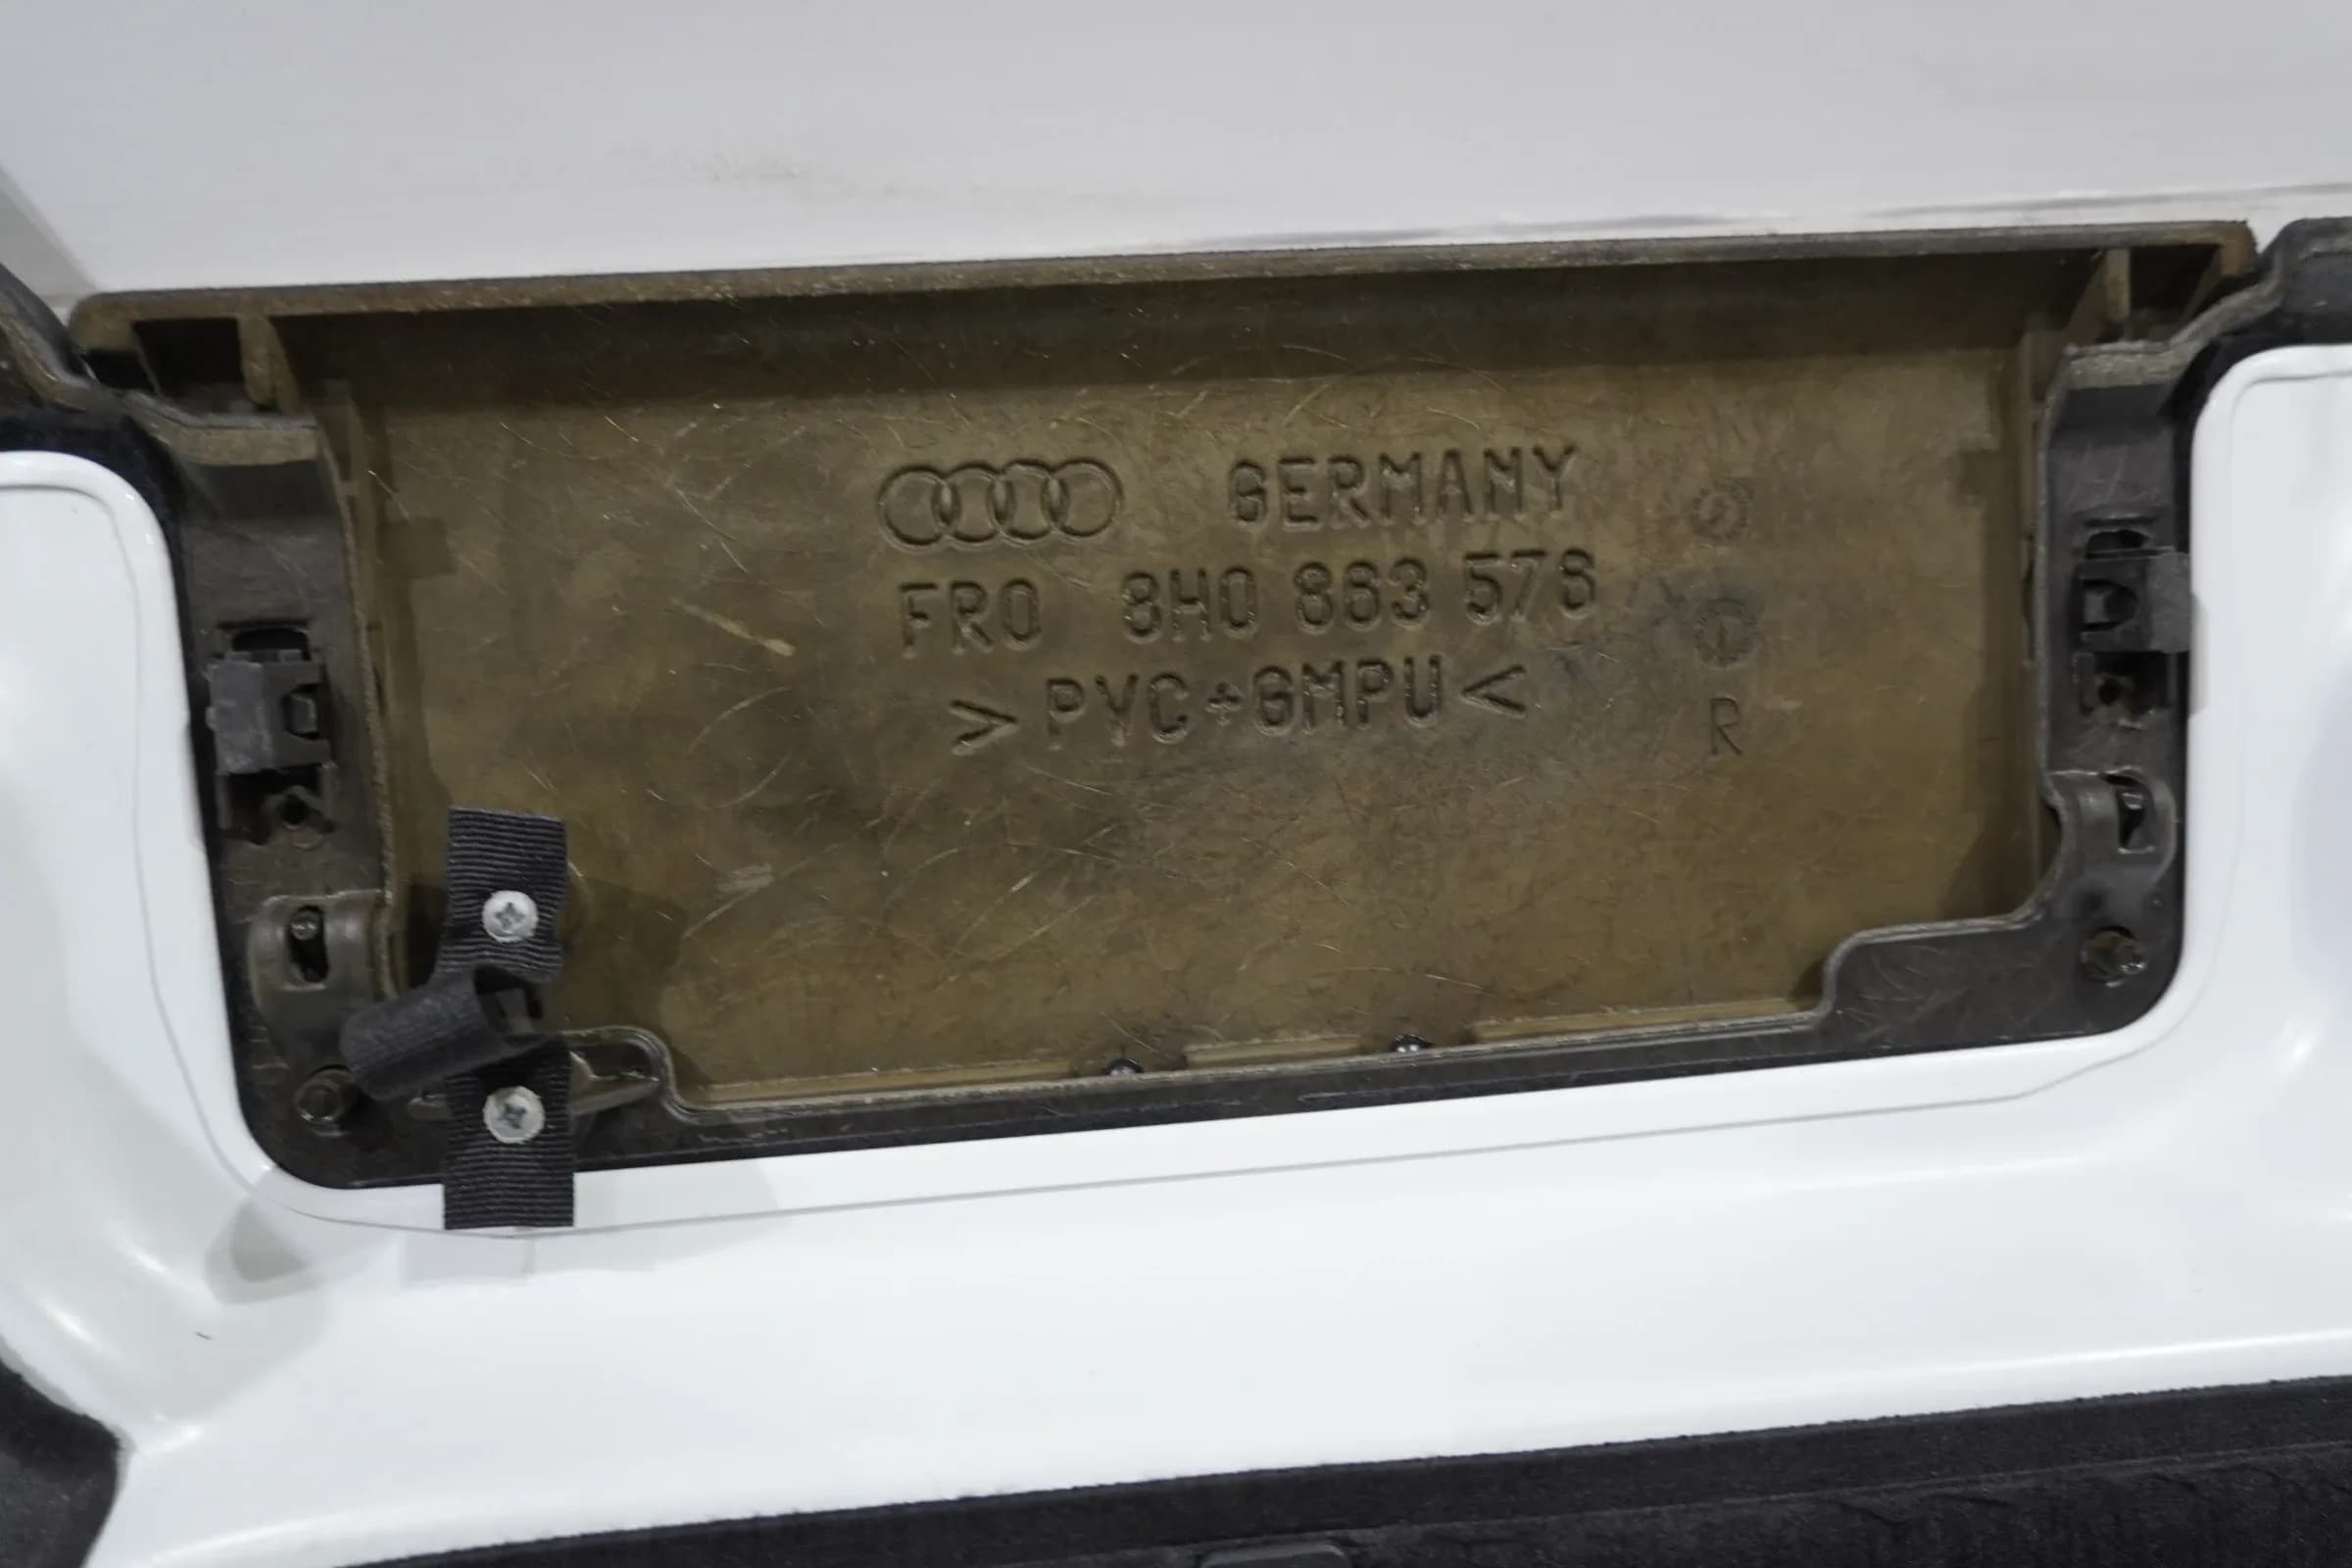 GERMANY
FRO 8H0 863 576
>PVC+GMPU<
R